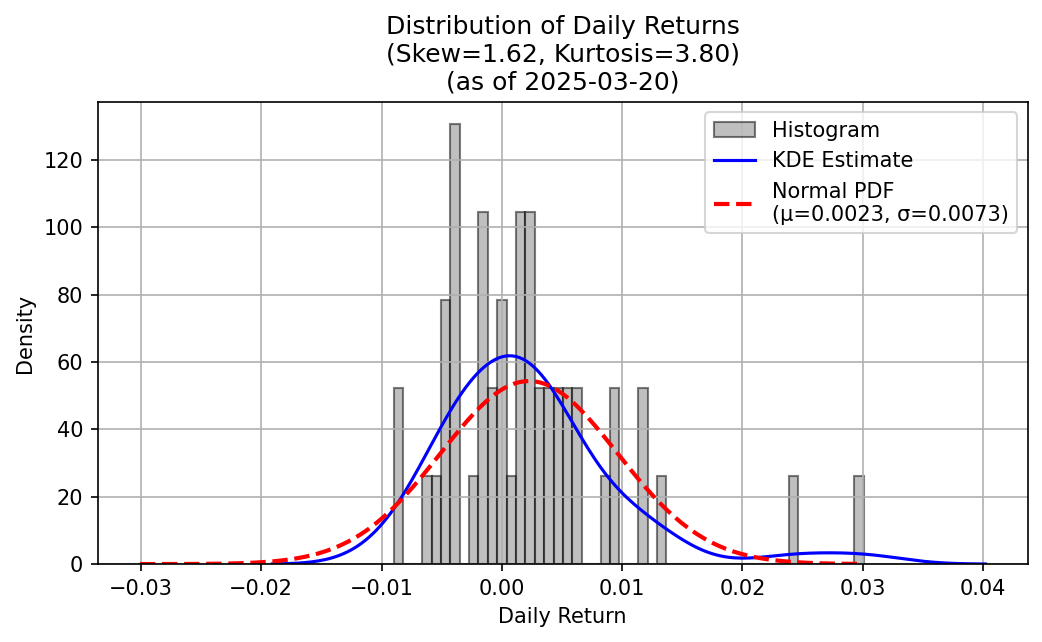 Distribution of Daily Returns
(Skew=1.62, Kurtosis=3.80)
(as of 2025-03-20)
Histogram
KDE Estimate
Normal PDF
(μ=0.0023, σ=0.0073)
Density
120
100
80
60
40
20
0
−0.03
−0.02
−0.01
0.00
0.01
0.02
0.03
0.04
Daily Return